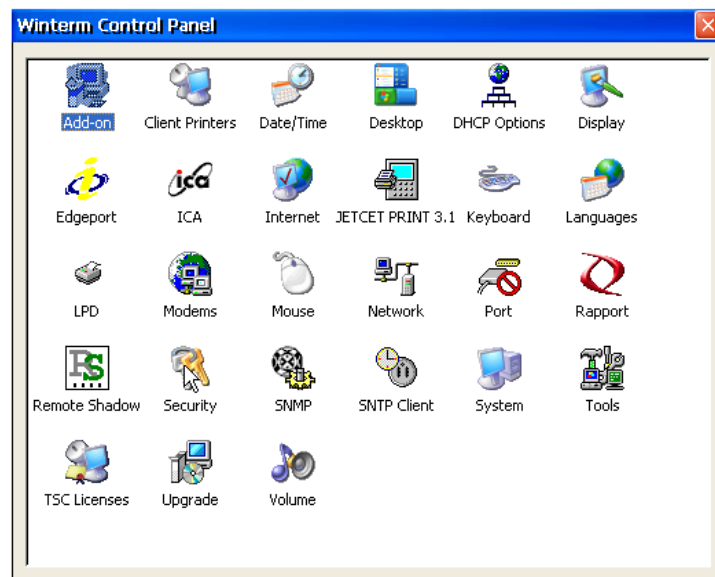 Winterm Control Panel
Add-on Client Printers Date/Time Desktop DHCP Options Display
ica
Edgeport ICA Internet JETCET PRINT 3.1 Keyboard Languages
LPD Modems Mouse Network Port Rapport
RS
Remote Shadow Security SNMP SNTP Client System Tools
TSC Licenses Upgrade Volume